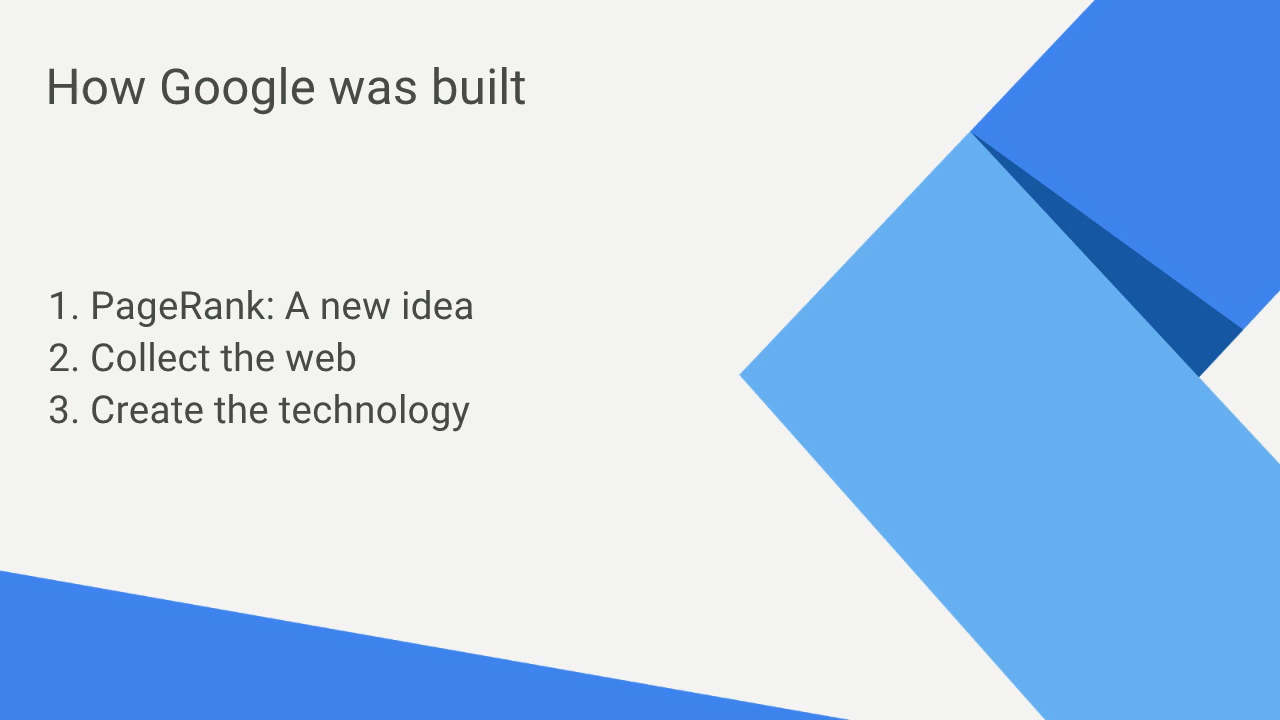 How Google was built
1. PageRank: A new idea
2. Collect the web
3. Create the technology